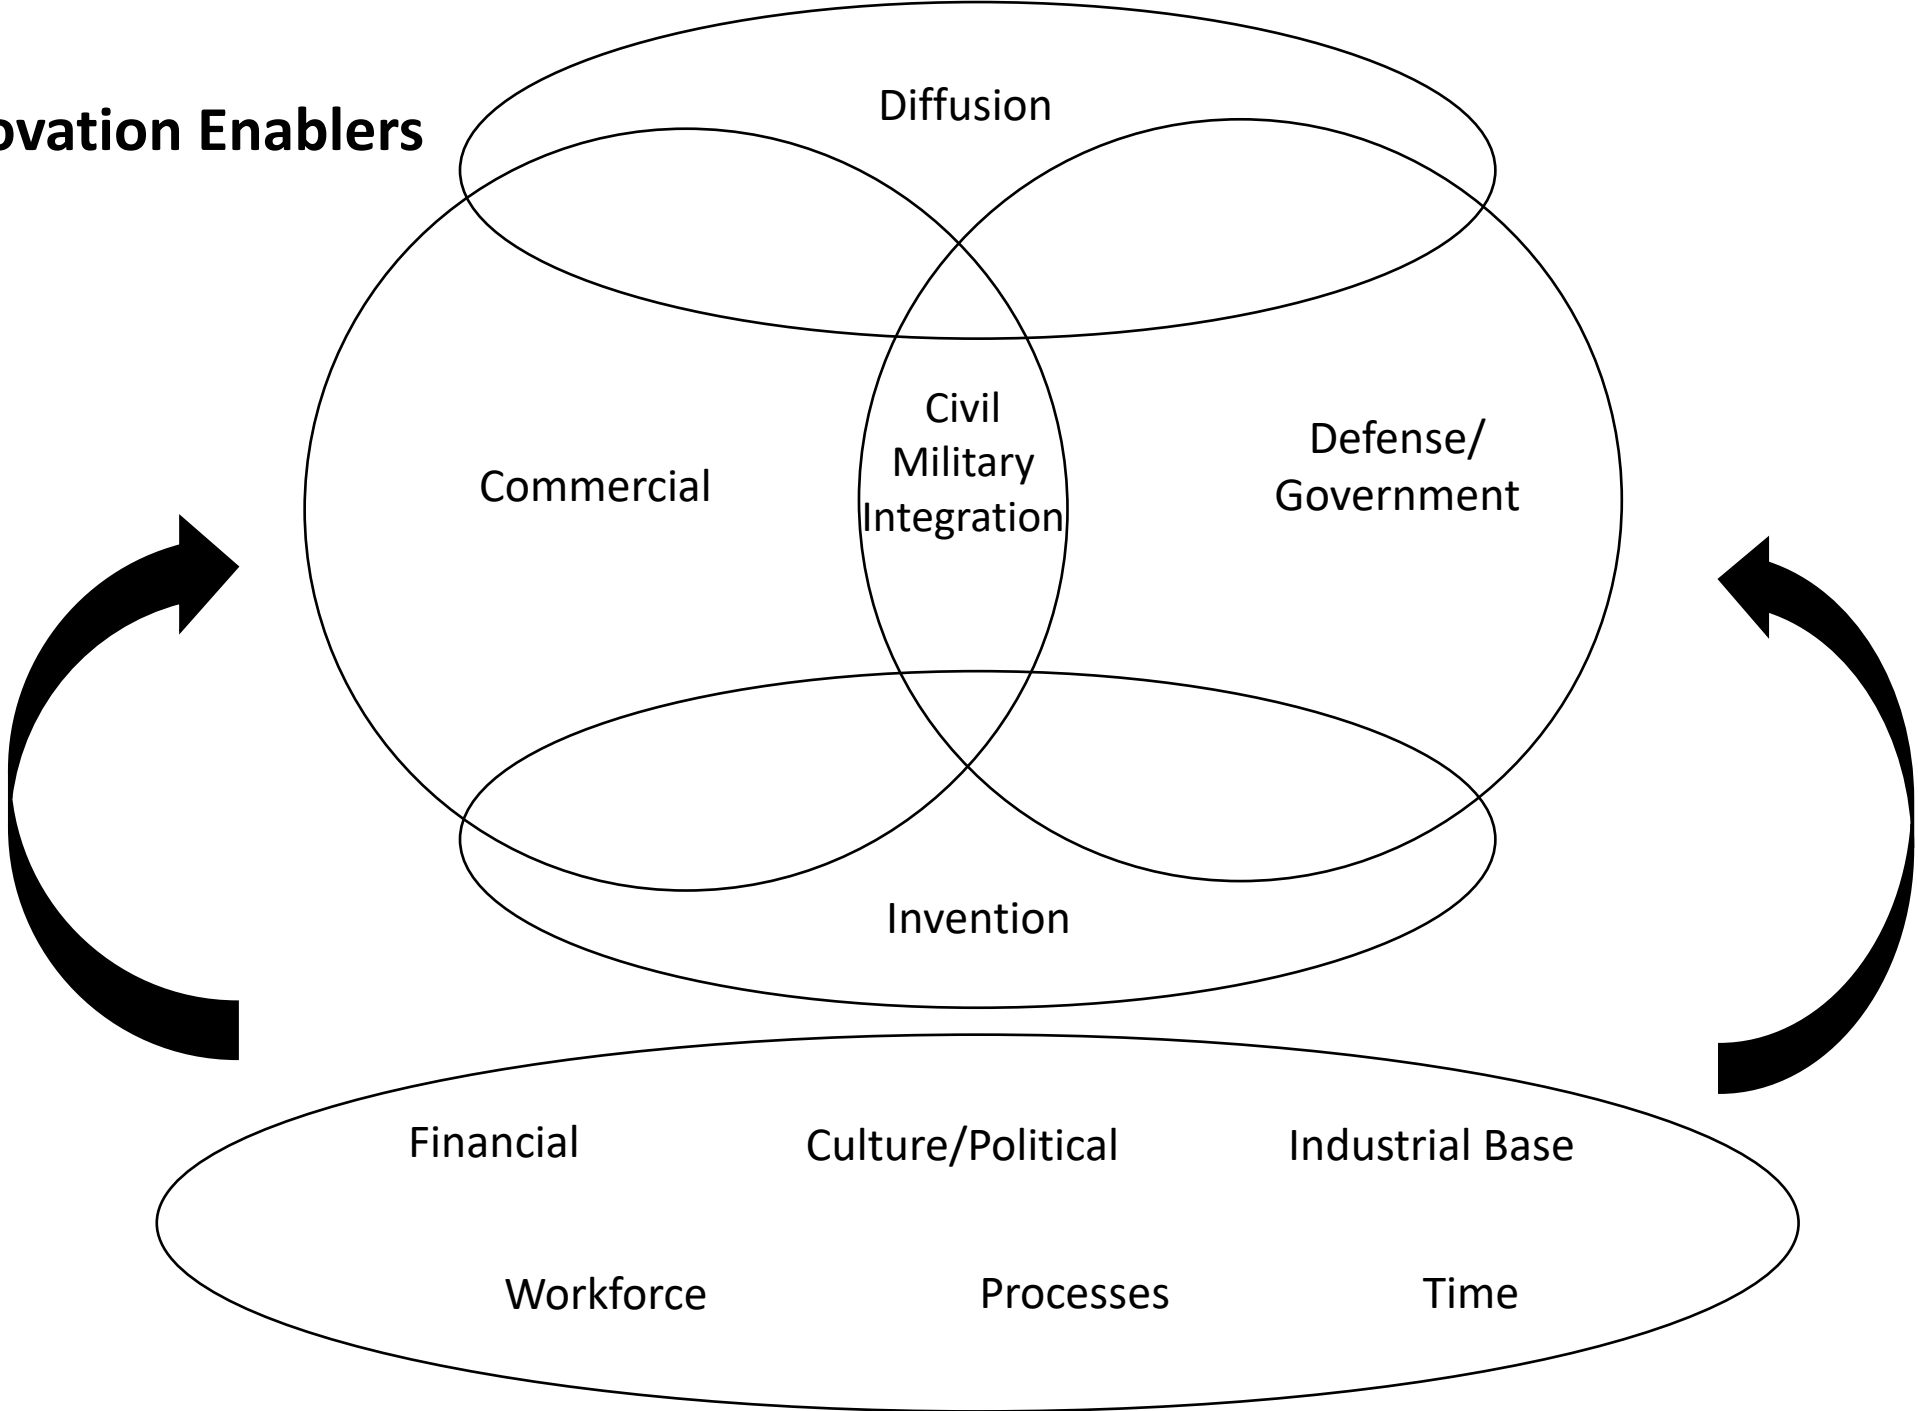 ovation Enablers
Diffusion
Commercial
Civil
Military
Integration
Defense/
Government
Invention
Financial
Culture/Political
Industrial Base
Workforce
Processes
Time